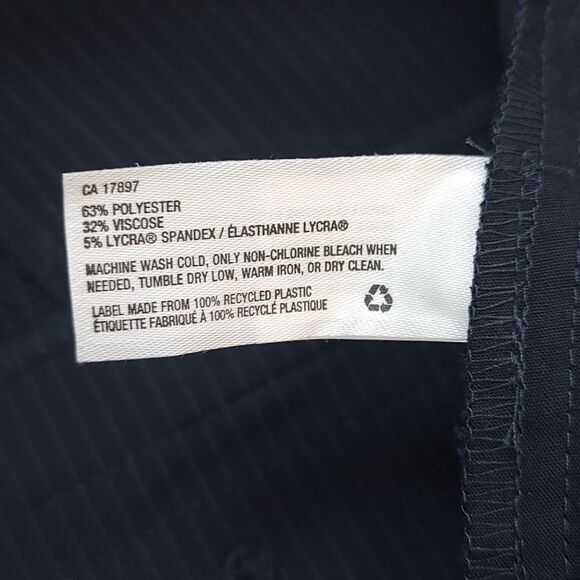 CA 17897
63% POLYESTER
32% VISCOSE
5% LYCRA® SPANDEX / ÉLASTHANNE LYCRA®
MACHINE WASH COLD, ONLY NON-CHLORINE BLEACH WHEN
NEEDED, TUMBLE DRY LOW, WARM IRON, OR DRY CLEAN.
LABEL MADE FROM 100% RECYCLED PLASTIC
ÉTIQUETTE FABRIQUÉ À 100% RECYCLÉ PLASTIQUE